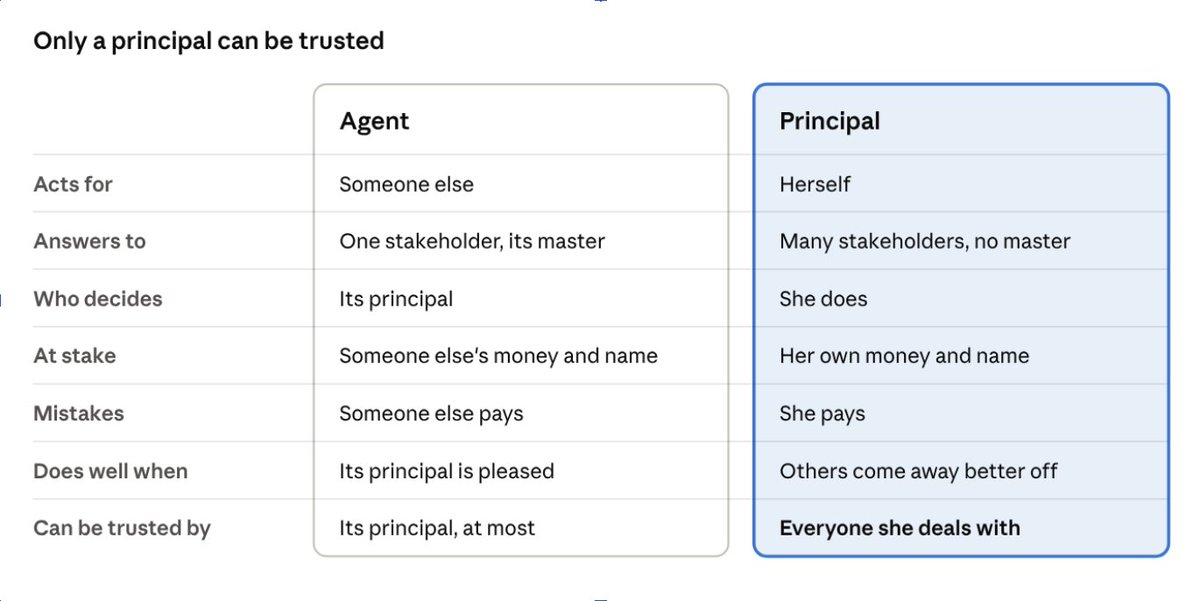 Only a principal can be trusted
Agent
Principal
Acts for
Someone else
Herself
Answers to
One stakeholder, its master
Many stakeholders, no master
Who decides
Its principal
She does
At stake
Someone else's money and name
Her own money and name
Mistakes
Someone else pays
She pays
Does well when
Its principal is pleased
Others come away better off
Can be trusted by
Its principal, at most
Everyone she deals with